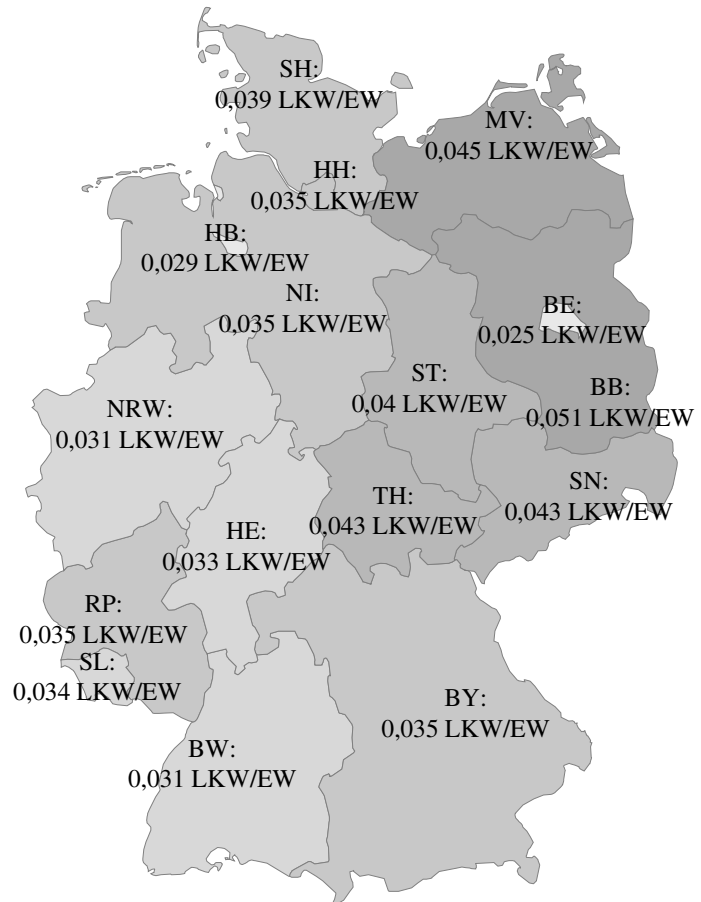 SH:
0,039 LKW/EW
MV:
0,045 LKW/EW
HH:
0,035 LKW/EW
HB:
0,029 LKW/EW
NI:
0,035 LKW/EW
BE:
0,025 LKW/EW
ST:
0,04 LKW/EW
BB:
0,051 LKW/EW
NRW:
0,031 LKW/EW
SN:
0,043 LKW/EW
TH:
0,043 LKW/EW
HE:
0,033 LKW/EW
RP:
0,035 LKW/EW
SL:
0,034 LKW/EW
BY:
0,035 LKW/EW
BW:
0,031 LKW/EW